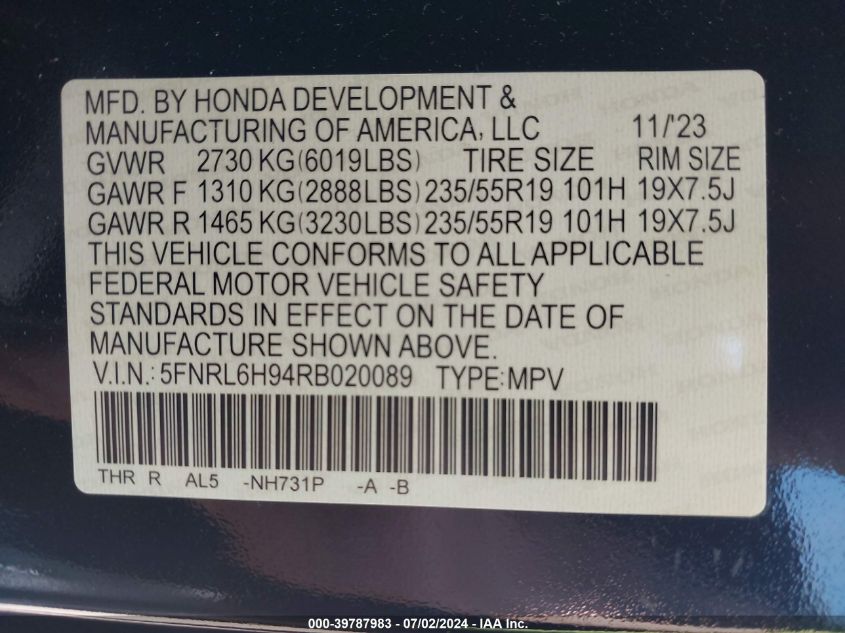 MFD. BY HONDA DEVELOPMENT &
MANUFACTURING OF AMERICA, LLC 11/'23
GVWR 2730 KG(6019LBS) TIRE SIZE RIM SIZE
GAWR F 1310 KG(2888LBS) 235/55R19 101H 19X7.5J
GAWR R 1465 KG(3230LBS) 235/55R19 101H 19X7.5J
THIS VEHICLE CONFORMS TO ALL APPLICABLE
FEDERAL MOTOR VEHICLE SAFETY
STANDARDS IN EFFECT ON THE DATE OF
MANUFACTURE SHOWN ABOVE.
V.I.N.: 5FNRL6H94RB020089 TYPE:MPV
THR R AL5 -NH731P -A -B
000-39787983 / 07/02/2024 - IAA Inc.